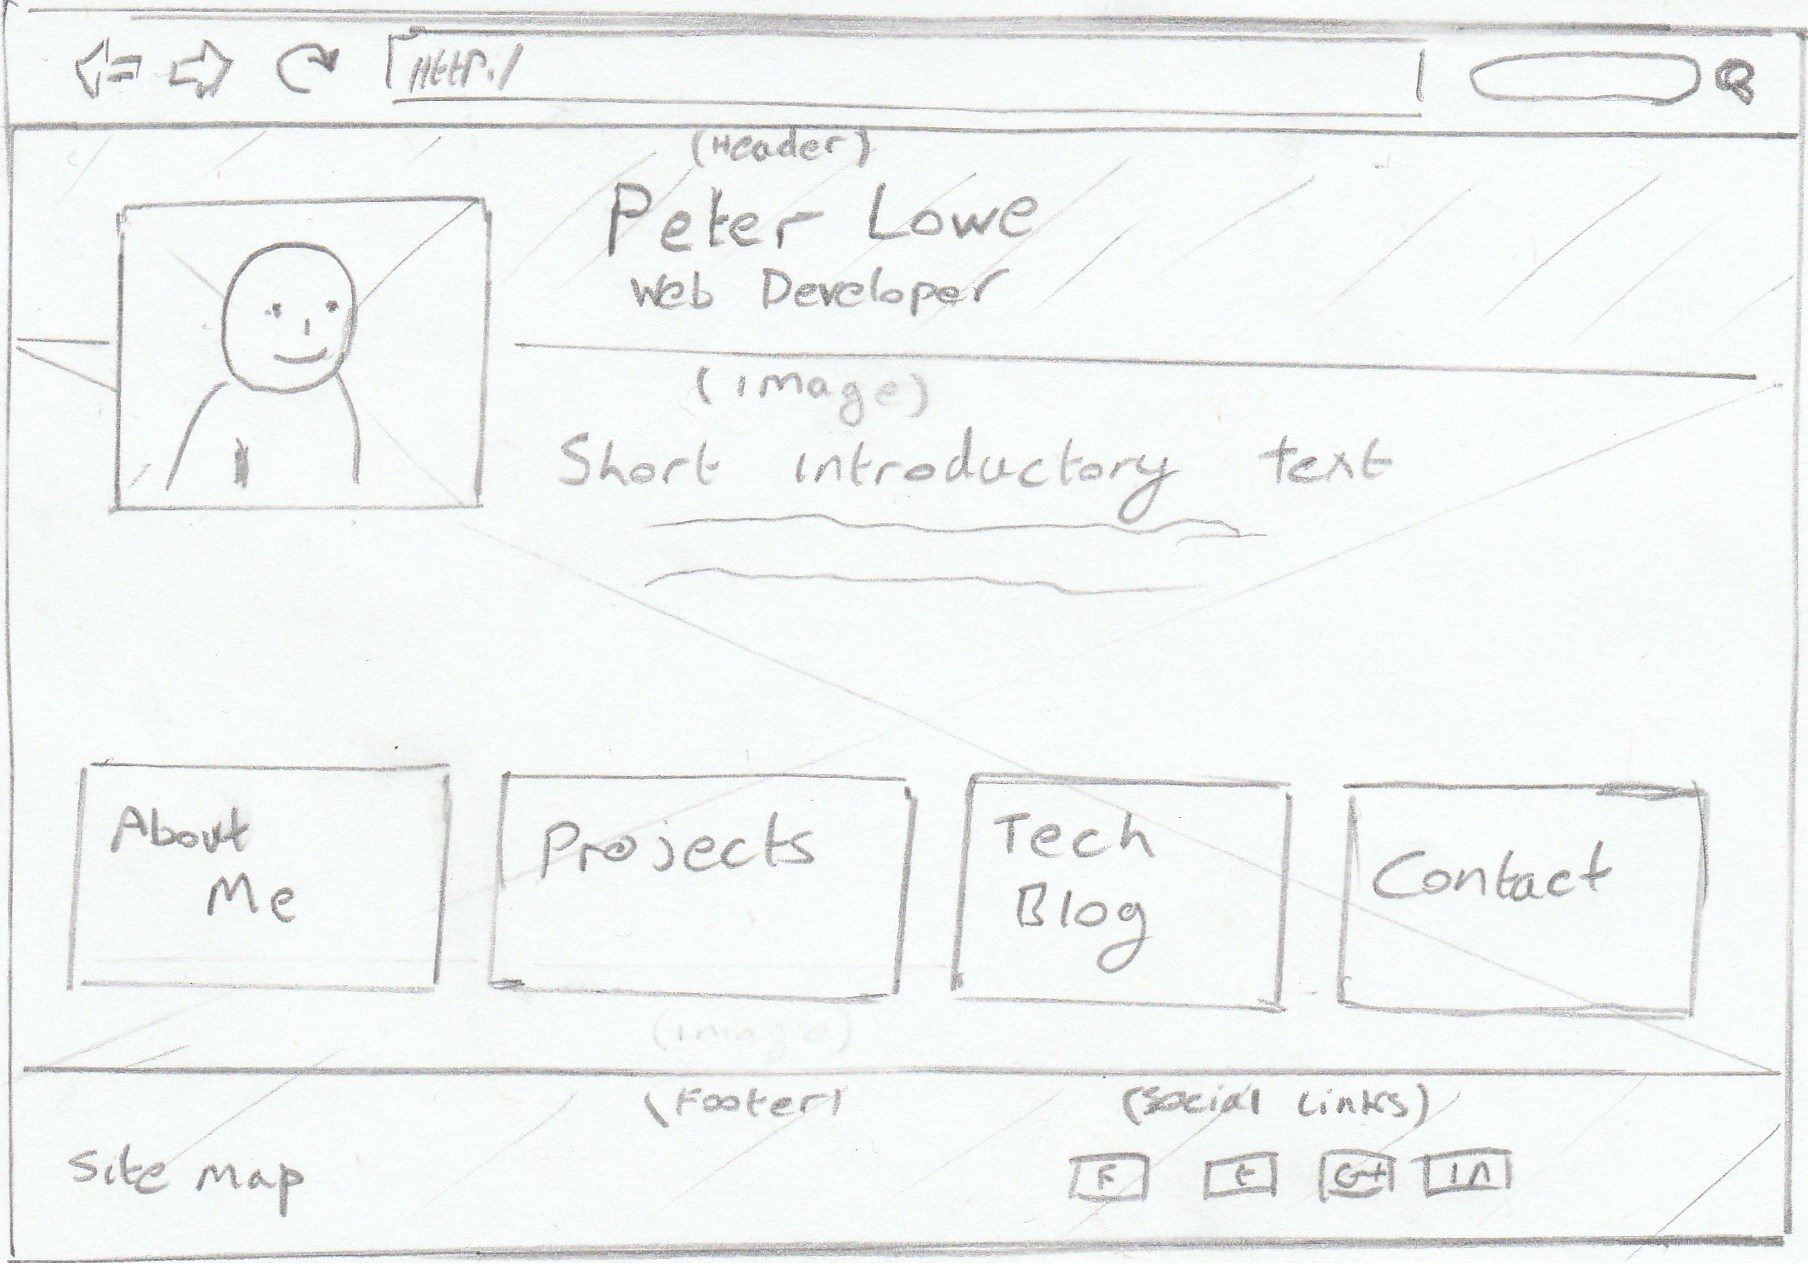 Http:/
(Header)
Peter Lowe
Web Developer
(image)
Short introductory text
About
Me
Projects
Tech
Blog
Contact
(image)
(Footer)
(Social Links)
Site Map
F t G+ in